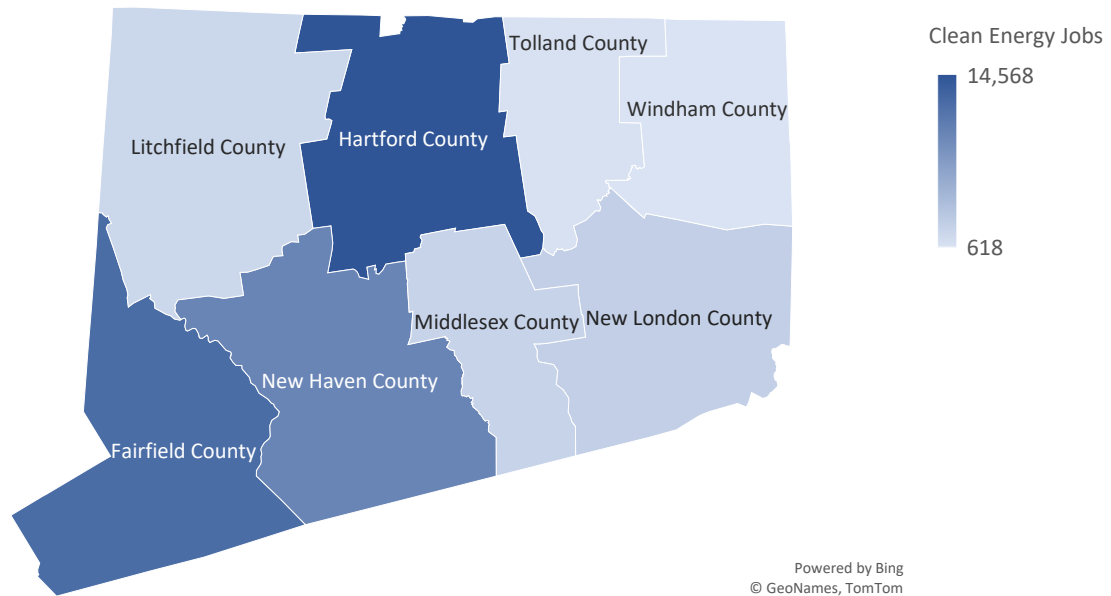 Clean Energy Jobs
14,568
618
Tolland County
Windham County
Hartford County
Litchfield County
Middlesex County
New London County
New Haven County
Fairfield County
Powered by Bing
© GeoNames, TomTom